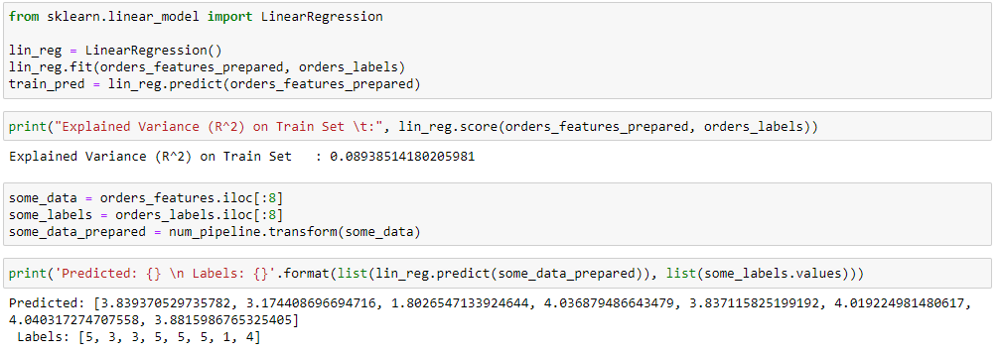 from sklearn.linear_model import LinearRegression
lin_reg = LinearRegression()
lin_reg.fit(orders_features_prepared, orders_labels)
train_pred = lin_reg.predict(orders_features_prepared)
print("Explained Variance (R^2) on Train Set \t:", lin_reg.score(orders_features_prepared, orders_labels))
Explained Variance (R^2) on Train Set   : 0.08938514180205981
some_data = orders_features.iloc[:8]
some_labels = orders_labels.iloc[:8]
some_data_prepared = num_pipeline.transform(some_data)
print('Predicted: {} \n Labels: {}'.format(list(lin_reg.predict(some_data_prepared)), list(some_labels.values)))
Predicted: [3.839370529735782, 3.174408696694716, 1.8026547133924644, 4.036879486643479, 3.837115825199192, 4.019224981480617,
4.040317274707558, 3.8815986765325405]
 Labels: [5, 3, 3, 5, 5, 5, 1, 4]